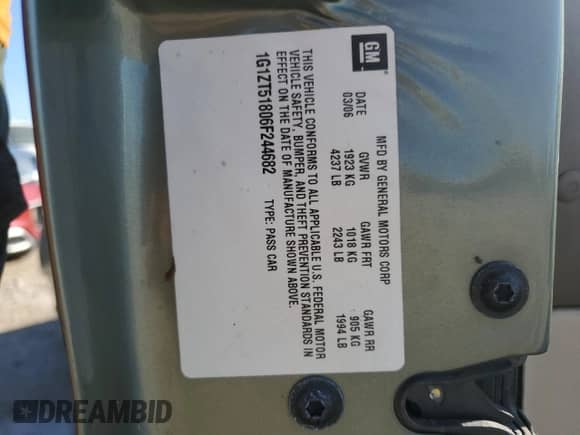 GM
MFD BY GENERAL MOTORS CORP
DATE GVWR GAWR FRT GAWR RR
03/06 1923 KG 1018 KG 905 KG
4237 LB 2243 LB 1994 LB
THIS VEHICLE CONFORMS TO ALL APPLICABLE U.S. FEDERAL MOTOR
VEHICLE SAFETY, BUMPER, AND THEFT PREVENTION STANDARDS IN
EFFECT ON THE DATE OF MANUFACTURE SHOWN ABOVE.
1G1ZT51806F244682 TYPE: PASS CAR
DREAMBID